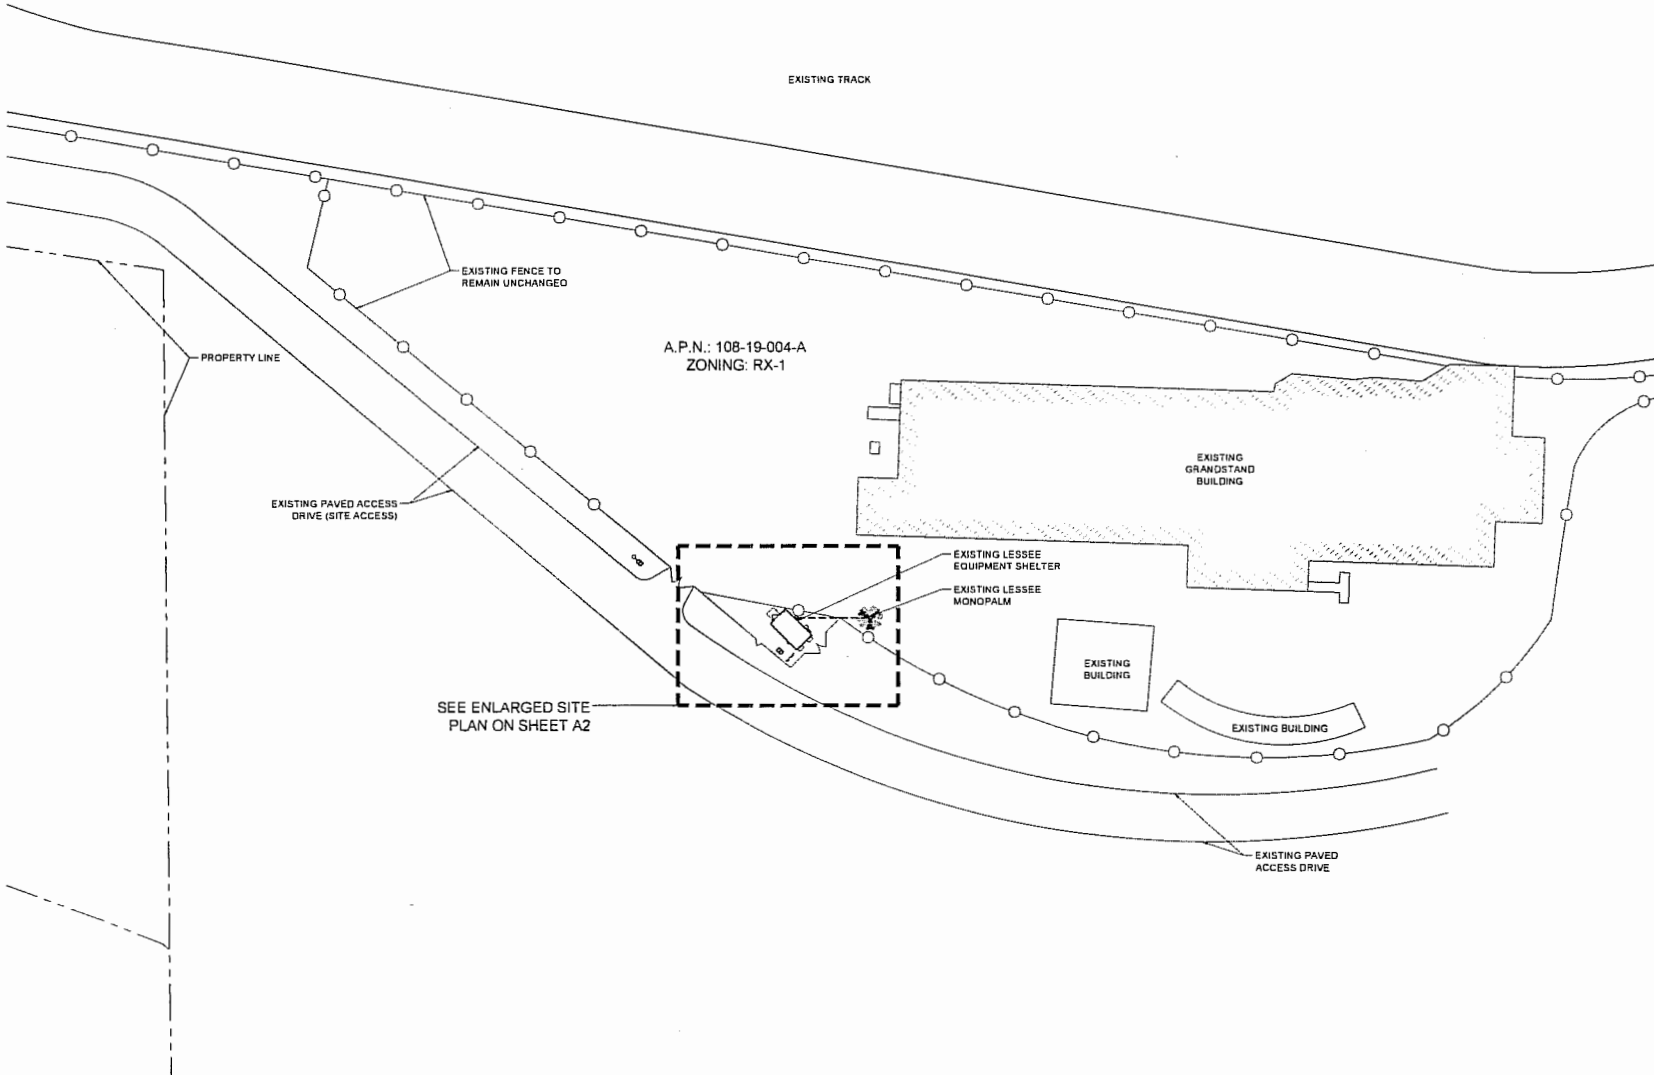 EXISTING TRACK
EXISTING FENCE TO
REMAIN UNCHANGED
PROPERTY LINE
A.P.N.: 108-19-004-A
ZONING: RX-1
EXISTING
GRANDSTAND
BUILDING
EXISTING PAVED ACCESS
DRIVE (SITE ACCESS)
EXISTING LESSEE
EQUIPMENT SHELTER
EXISTING LESSEE
MONOPALM
EXISTING
BUILDING
SEE ENLARGED SITE
PLAN ON SHEET A2
EXISTING BUILDING
EXISTING PAVED
ACCESS DRIVE